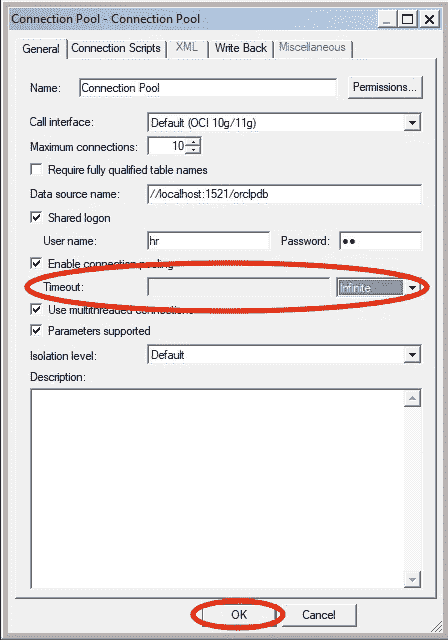 Connection Pool - Connection Pool
General Connection Scripts XML Write Back Miscellaneous
Name: Connection Pool Permissions...
Call interface: Default (OCI 10g/11g)
Maximum connections: 10
Require fully qualified table names
Data source name: //localhost:1521/orclpdb
Shared logon
User name: hr Password: ●●
Enable connection pooling
Timeout: Infinite
Use multithreaded connections
Parameters supported
Isolation level: Default
Description:
OK Cancel